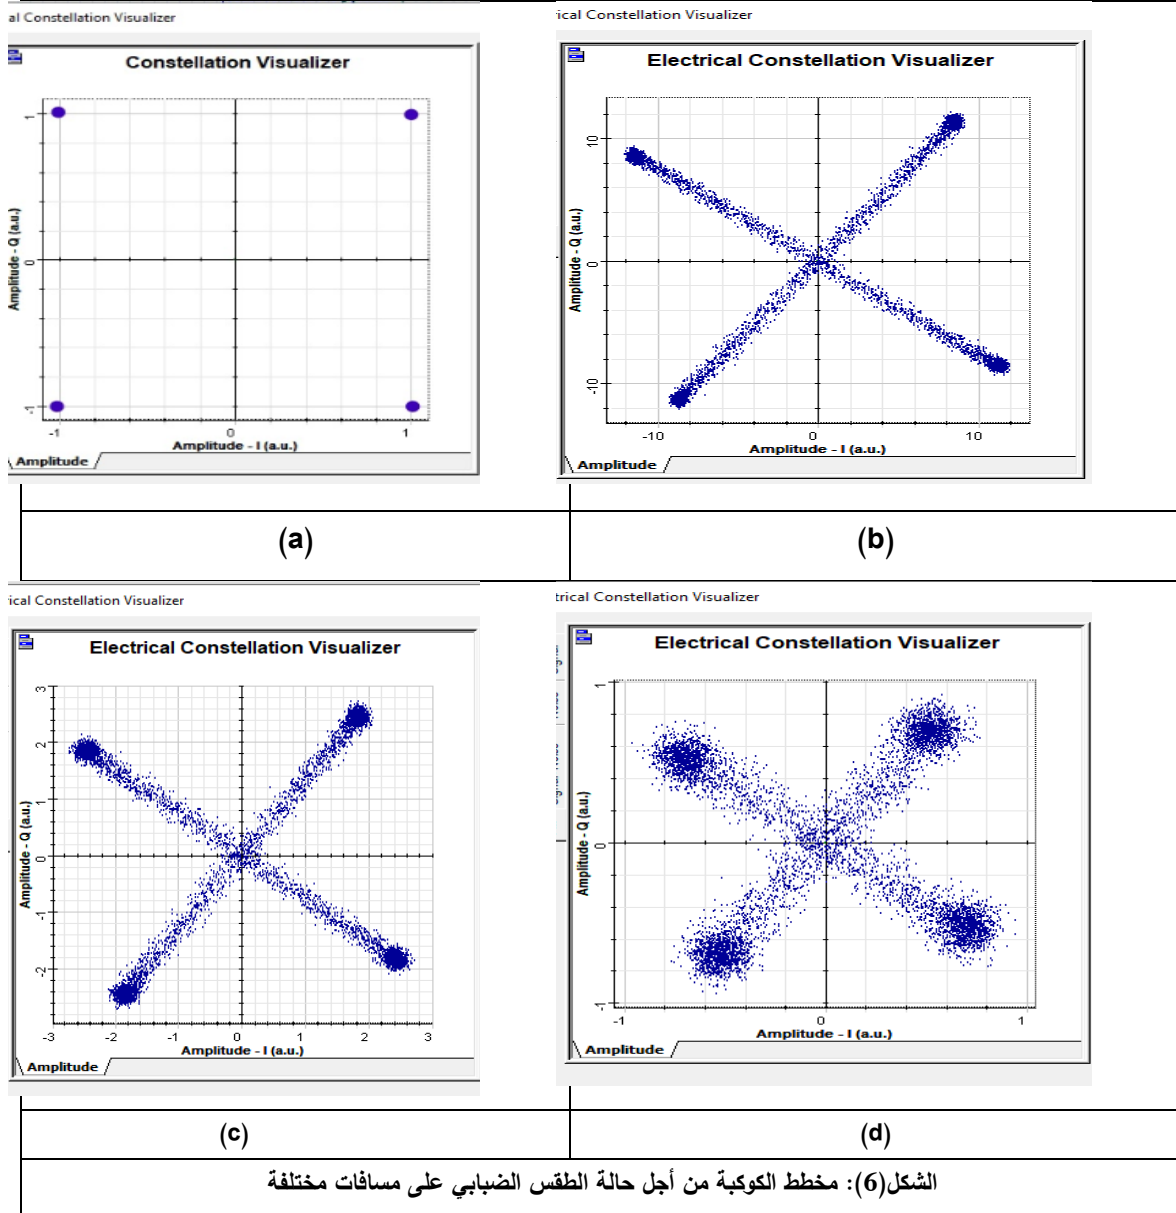 al Constellation Visualizer
Constellation Visualizer
Amplitude - Q (a.u.)
1
0
-1
-1
0
1
Amplitude - I (a.u.)
Amplitude
rical Constellation Visualizer
Electrical Constellation Visualizer
Amplitude - Q (a.u.)
10
0
-10
-10
0
10
Amplitude - I (a.u.)
Amplitude
(a)
(b)
rical Constellation Visualizer
Electrical Constellation Visualizer
Amplitude - Q (a.u.)
3
2
1
0
-1
-2
-3
-2
-1
0
1
2
3
Amplitude - I (a.u.)
Amplitude
trical Constellation Visualizer
Electrical Constellation Visualizer
Amplitude - Q (a.u.)
1
0
-1
-1
0
1
Amplitude - I (a.u.)
Amplitude
(c)
(d)
الشكل(6): مخطط الكوكبة من أجل حالة الطقس الضبابي على مسافات مختلفة